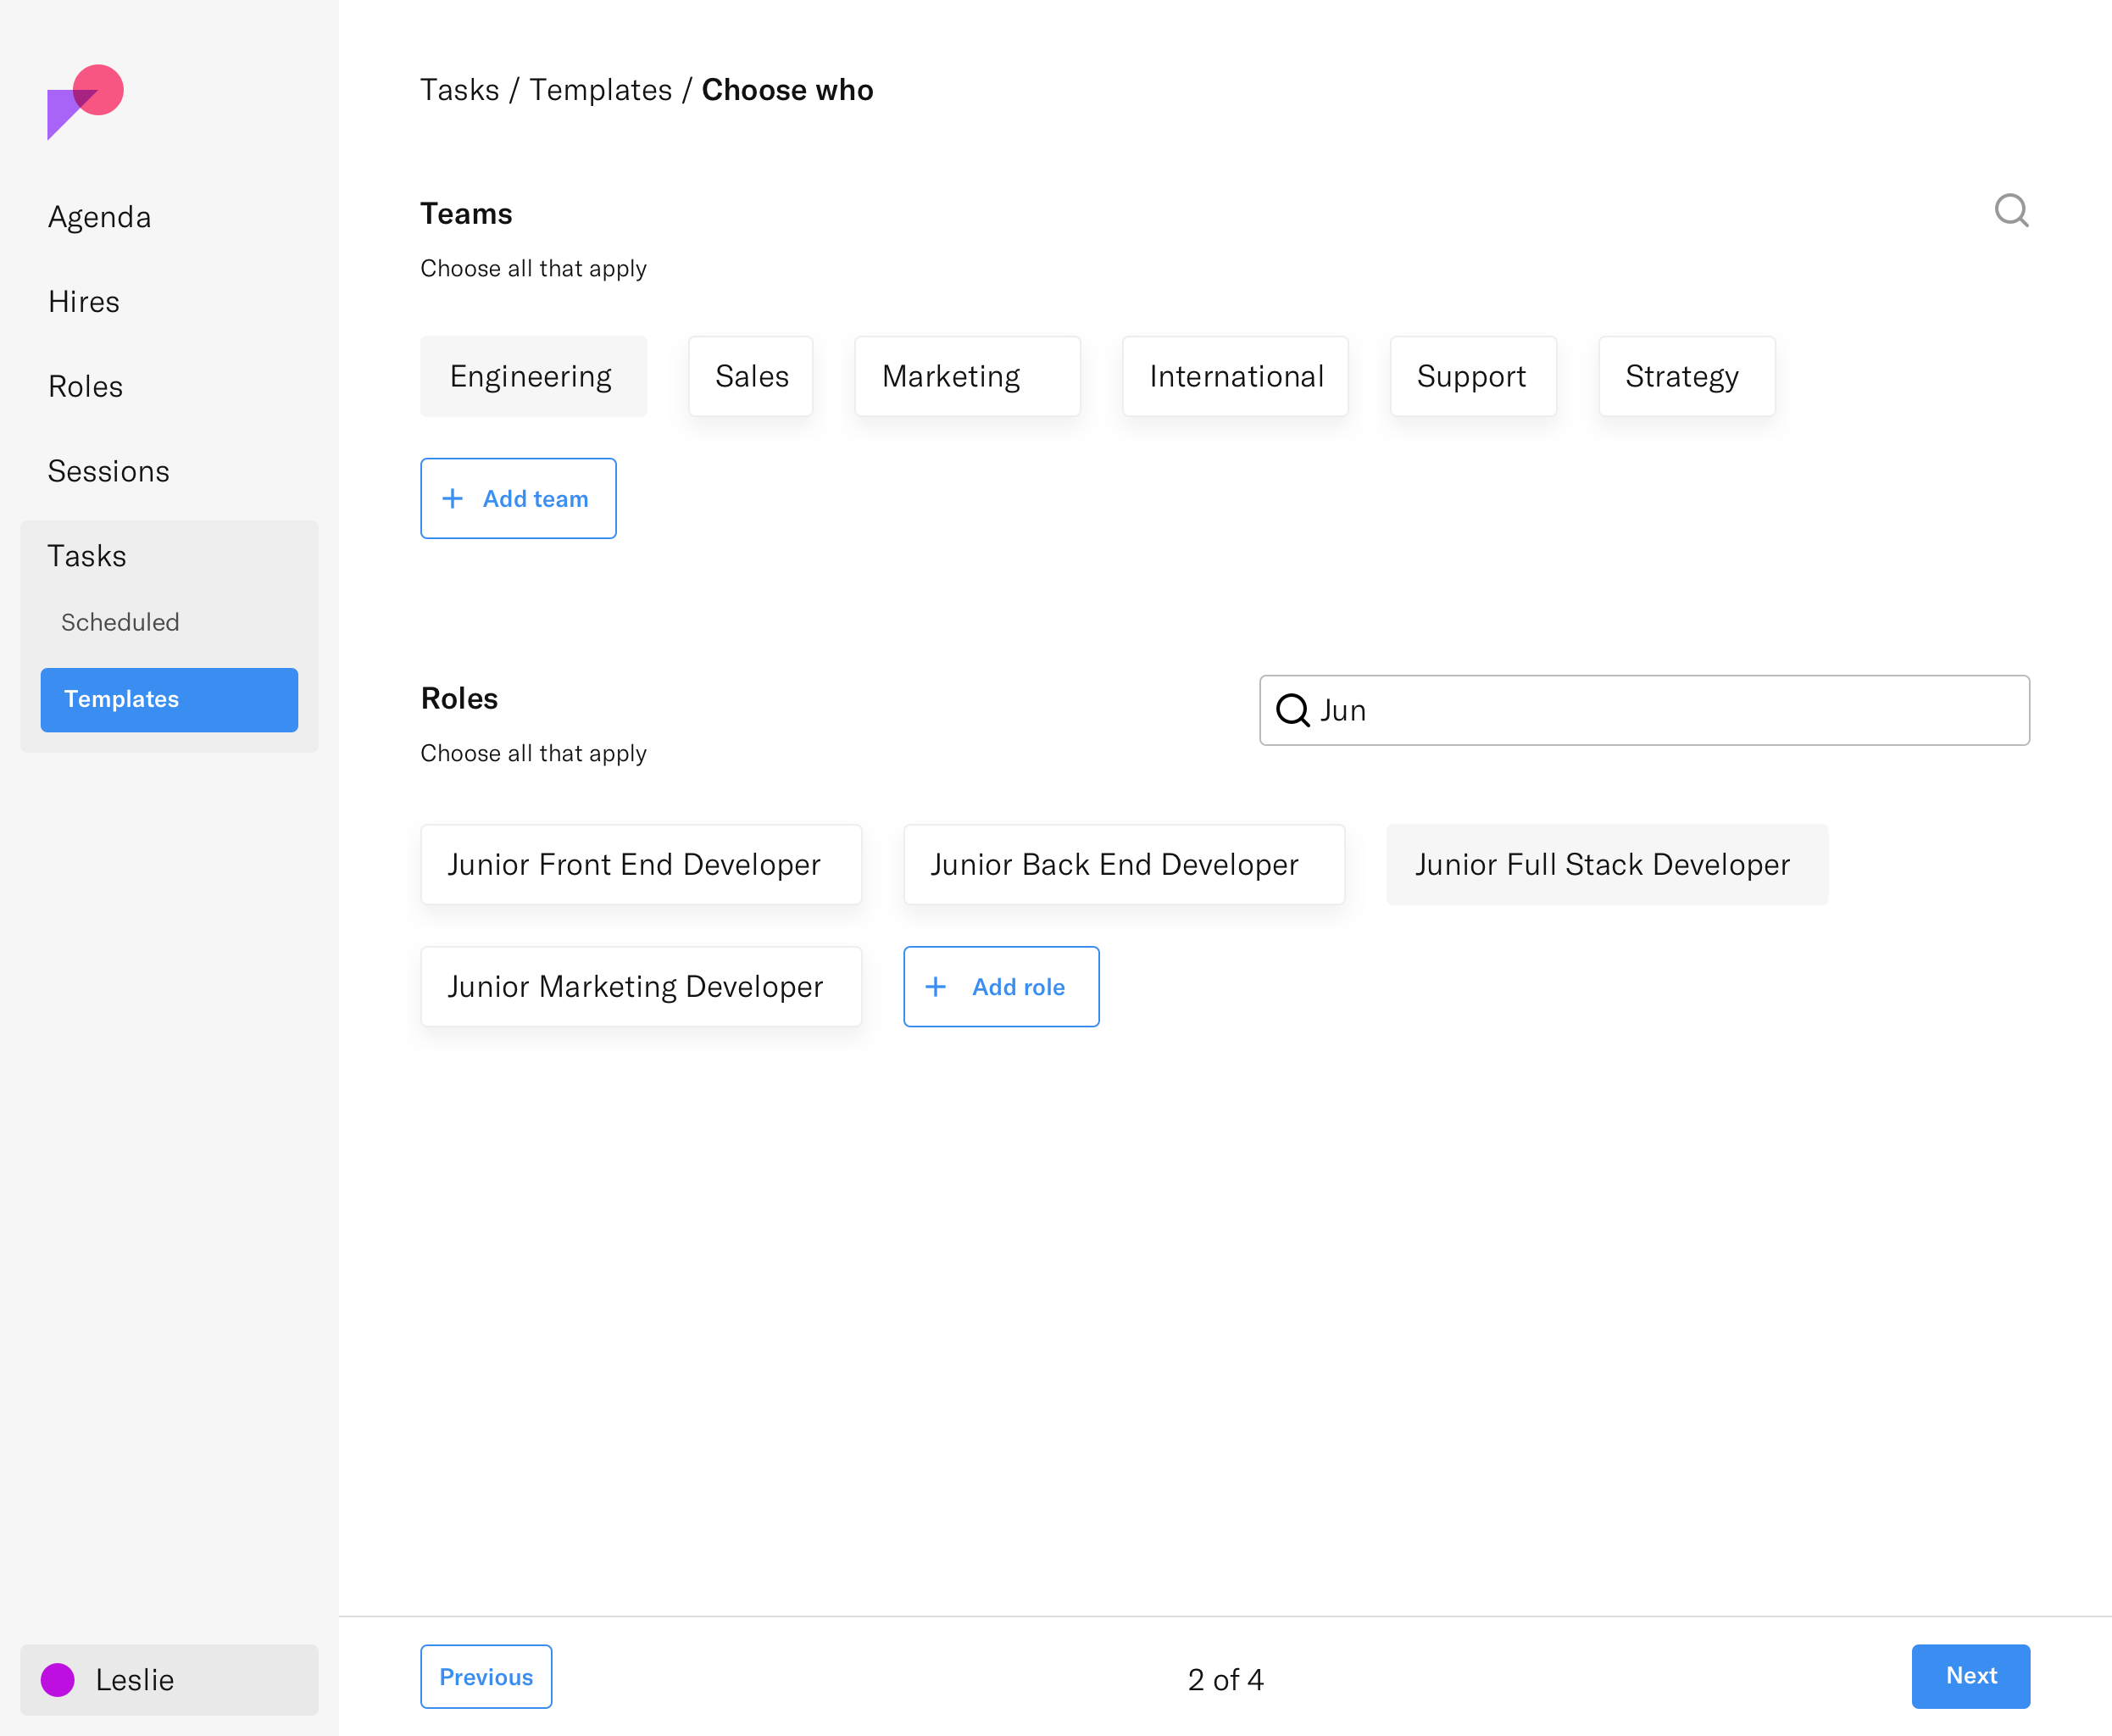 Agenda
Hires
Roles
Sessions
Tasks
Scheduled
Templates
Leslie
Tasks / Templates / Choose who
Teams
Choose all that apply
Engineering
Sales
Marketing
International
Support
Strategy
+ Add team
Roles
Jun
Choose all that apply
Junior Front End Developer
Junior Back End Developer
Junior Full Stack Developer
Junior Marketing Developer
+ Add role
Previous
2 of 4
Next